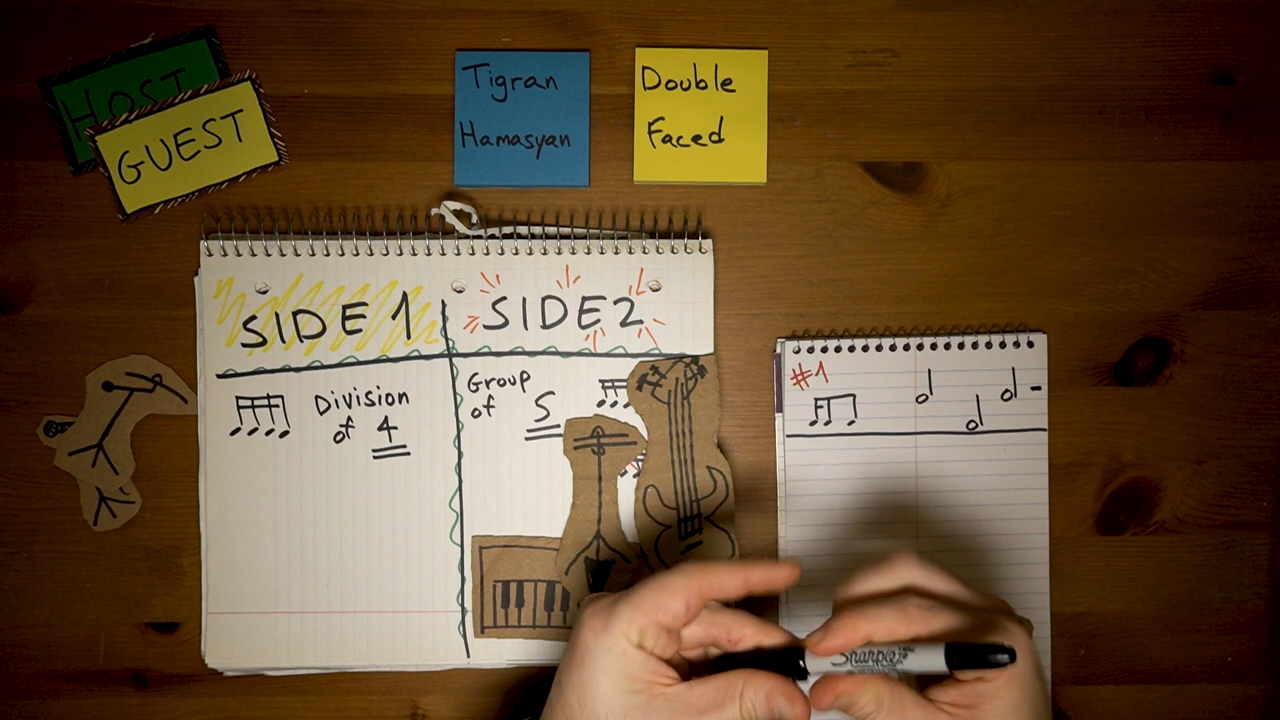 HOST
GUEST
Tigran
Hamasyan
Double
Faced
SIDE 1
SIDE 2
Division
of 4
Group
of 5
#1
Sharpie